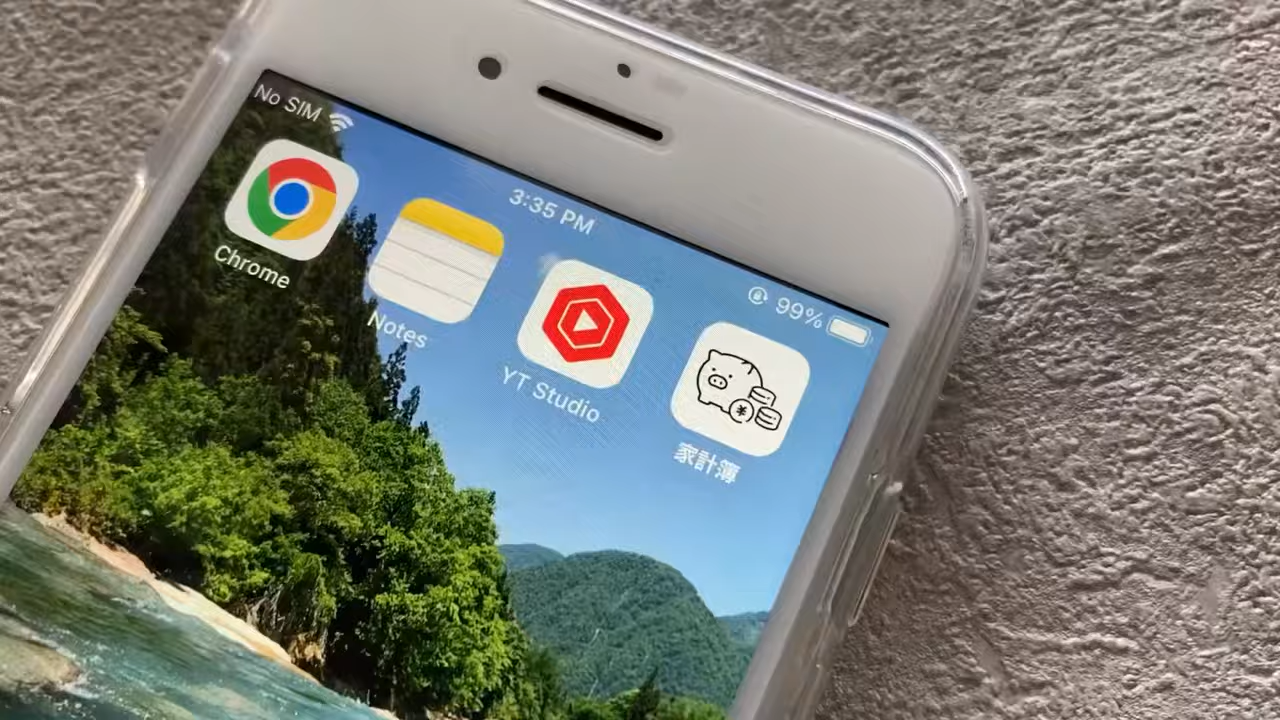 No SIM
3:35 PM
99%
Chrome
Notes
YT Studio
¥
家計簿